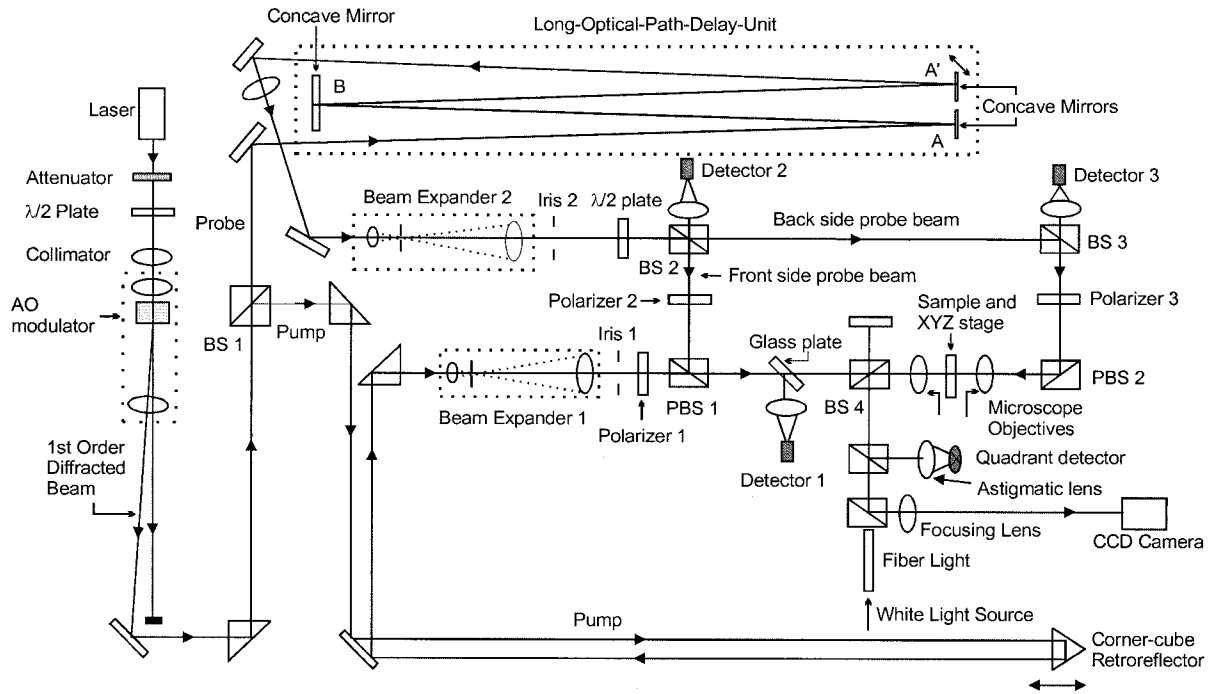 Concave Mirror
Long-Optical-Path-Delay-Unit
Laser
B
A'
Concave Mirrors
A
Attenuator
λ/2 Plate
Probe
Collimator
AO
modulator
BS 1
Pump
Beam Expander 2
Iris 2
λ/2 plate
Detector 2
Back side probe beam
Detector 3
BS 2
BS 3
Front side probe beam
Polarizer 2
Sample and
XYZ stage
Polarizer 3
Iris 1
Glass plate
PBS 1
BS 4
PBS 2
Beam Expander 1
Polarizer 1
Microscope
Objectives
Detector 1
Quadrant detector
Astigmatic lens
1st Order
Diffracted
Beam
Focusing Lens
CCD Camera
Fiber Light
White Light Source
Pump
Corner-cube
Retroreflector